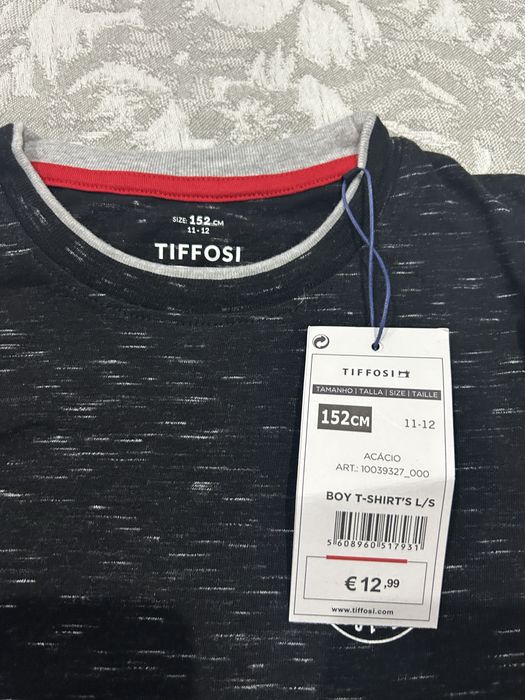 SIZE: 152 CM
11-12
TIFFOSI
TIFFOSI
TAMANHO | TALLA | SIZE | TAILLE
152CM 11-12
ACÁCIO
ART.: 10039327_000
BOY T-SHIRT'S L/S
5 608960 517931
€12,99
www.tiffosi.com